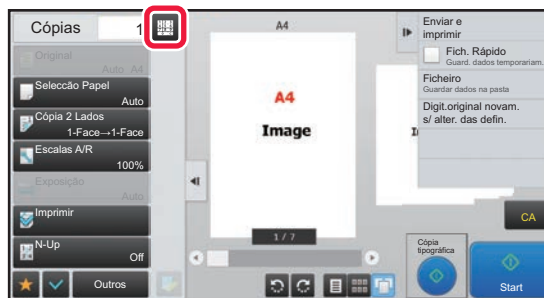 Cópias 1
Original
Auto A4
Selecção Papel
Auto
Cópia 2 Lados
1-Face→1-Face
Escalas A/R
100%
Exposição
Auto
Imprimir
N-Up
Off
Outros
A4
A4
Image
1 / 7
Enviar e
imprimir
Fich. Rápido
Guard. dados temporariam.
Ficheiro
Guardar dados na pasta
Digit.original novam.
s/ alter. das defin.
CA
Cópia
tipográfica
Start